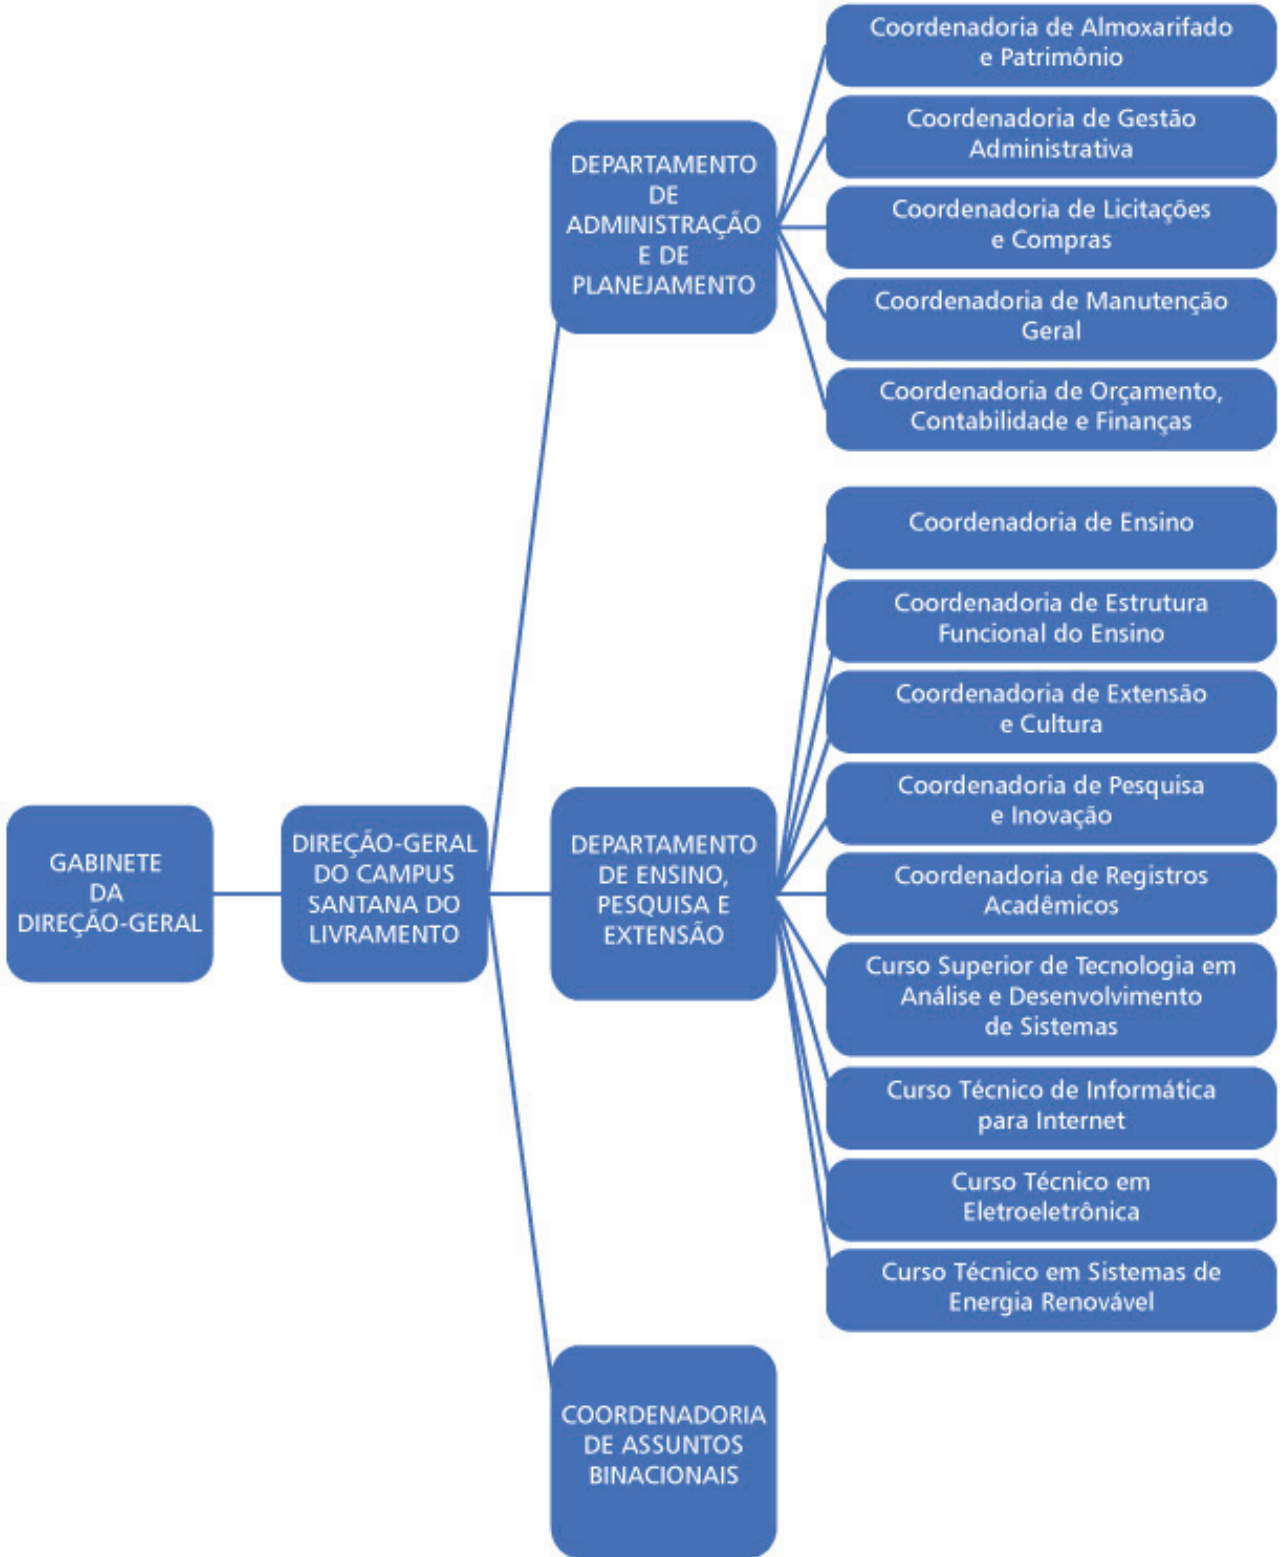 GABINETE
DA
DIREÇÃO-GERAL
DIREÇÃO-GERAL
DO CAMPUS
SANTANA DO
LIVRAMENTO
DEPARTAMENTO
DE
ADMINISTRAÇÃO
E DE
PLANEJAMENTO
Coordenadoria de Almoxarifado
e Patrimônio
Coordenadoria de Gestão
Administrativa
Coordenadoria de Licitações
e Compras
Coordenadoria de Manutenção
Geral
Coordenadoria de Orçamento,
Contabilidade e Finanças
DEPARTAMENTO
DE ENSINO,
PESQUISA E
EXTENSÃO
Coordenadoria de Ensino
Coordenadoria de Estrutura
Funcional do Ensino
Coordenadoria de Extensão
e Cultura
Coordenadoria de Pesquisa
e Inovação
Coordenadoria de Registros
Acadêmicos
Curso Superior de Tecnologia em
Análise e Desenvolvimento
de Sistemas
Curso Técnico de Informática
para Internet
Curso Técnico em
Eletroeletrônica
Curso Técnico em Sistemas de
Energia Renovável
COORDENADORIA
DE ASSUNTOS
BINACIONAIS